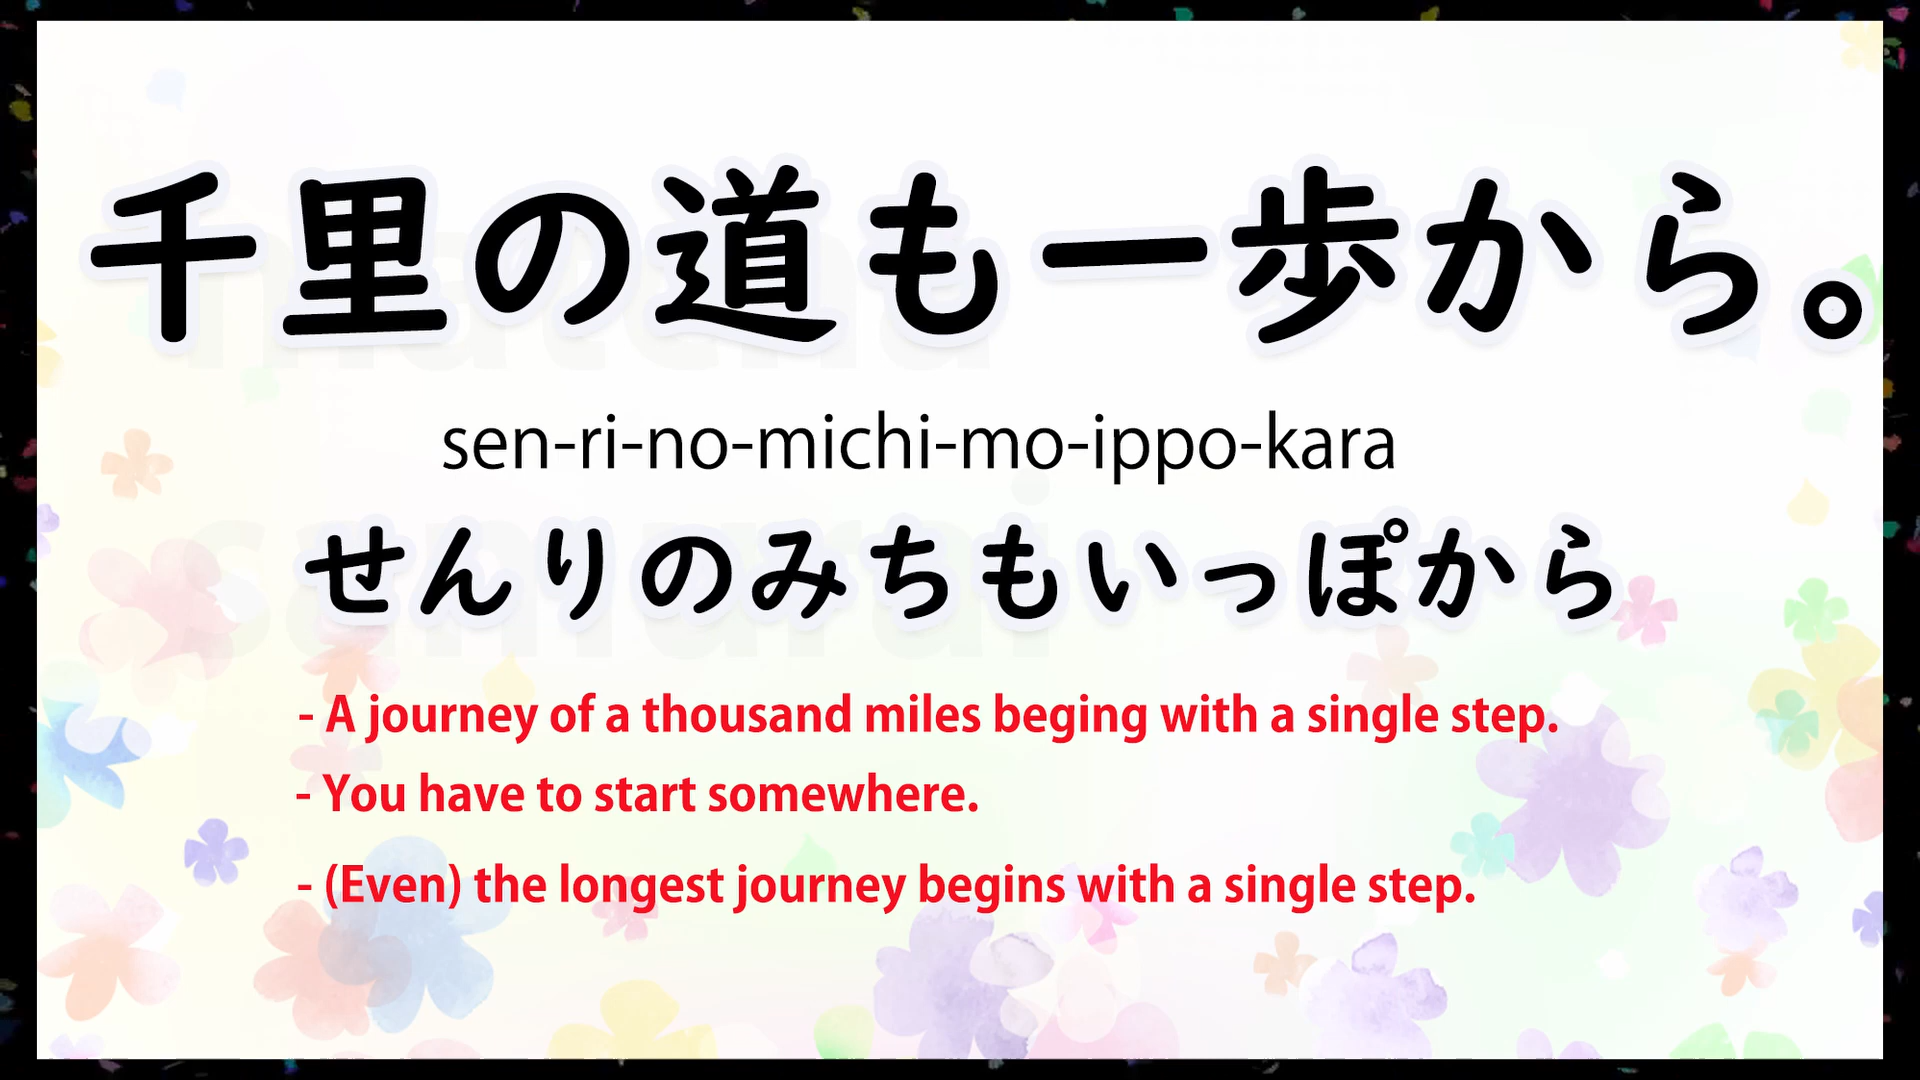 千里の道も一歩から。
sen-ri-no-michi-mo-ippo-kara
せんりのみちもいっぽから
- A journey of a thousand miles beging with a single step.
- You have to start somewhere.
- (Even) the longest journey begins with a single step.